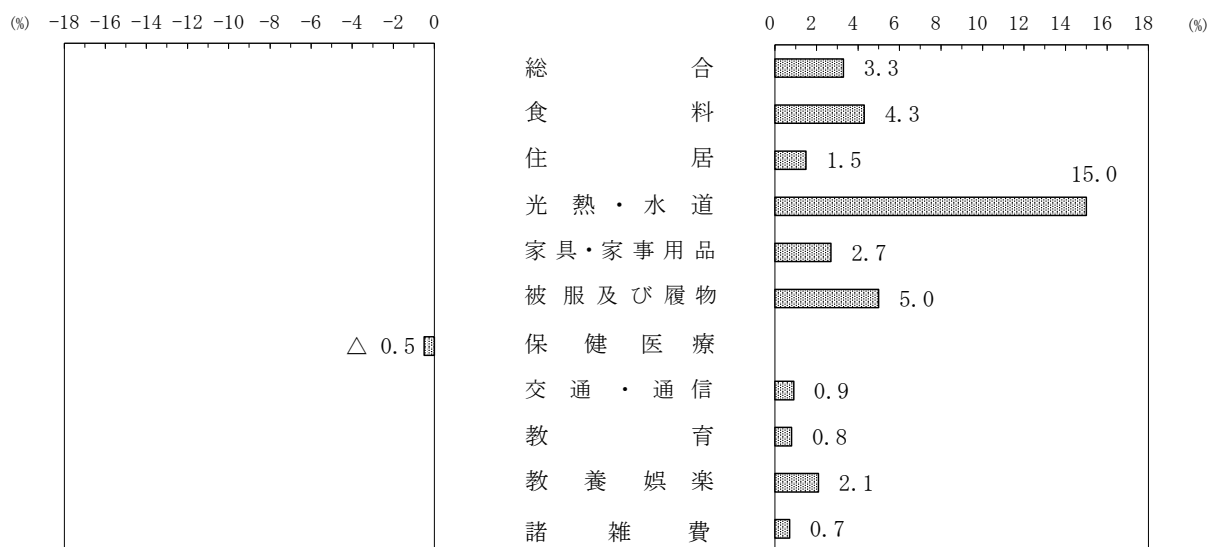 (%) -18 -16 -14 -12 -10 -8 -6 -4 -2 0 0 2 4 6 8 10 12 14 16 18 (%)
総合 3.3
食料 4.3
住居 1.5
15.0
光熱・水道
家具・家事用品 2.7
被服及び履物 5.0
△ 0.5 保健医療
交通・通信 0.9
教育 0.8
教養娯楽 2.1
諸雑費 0.7